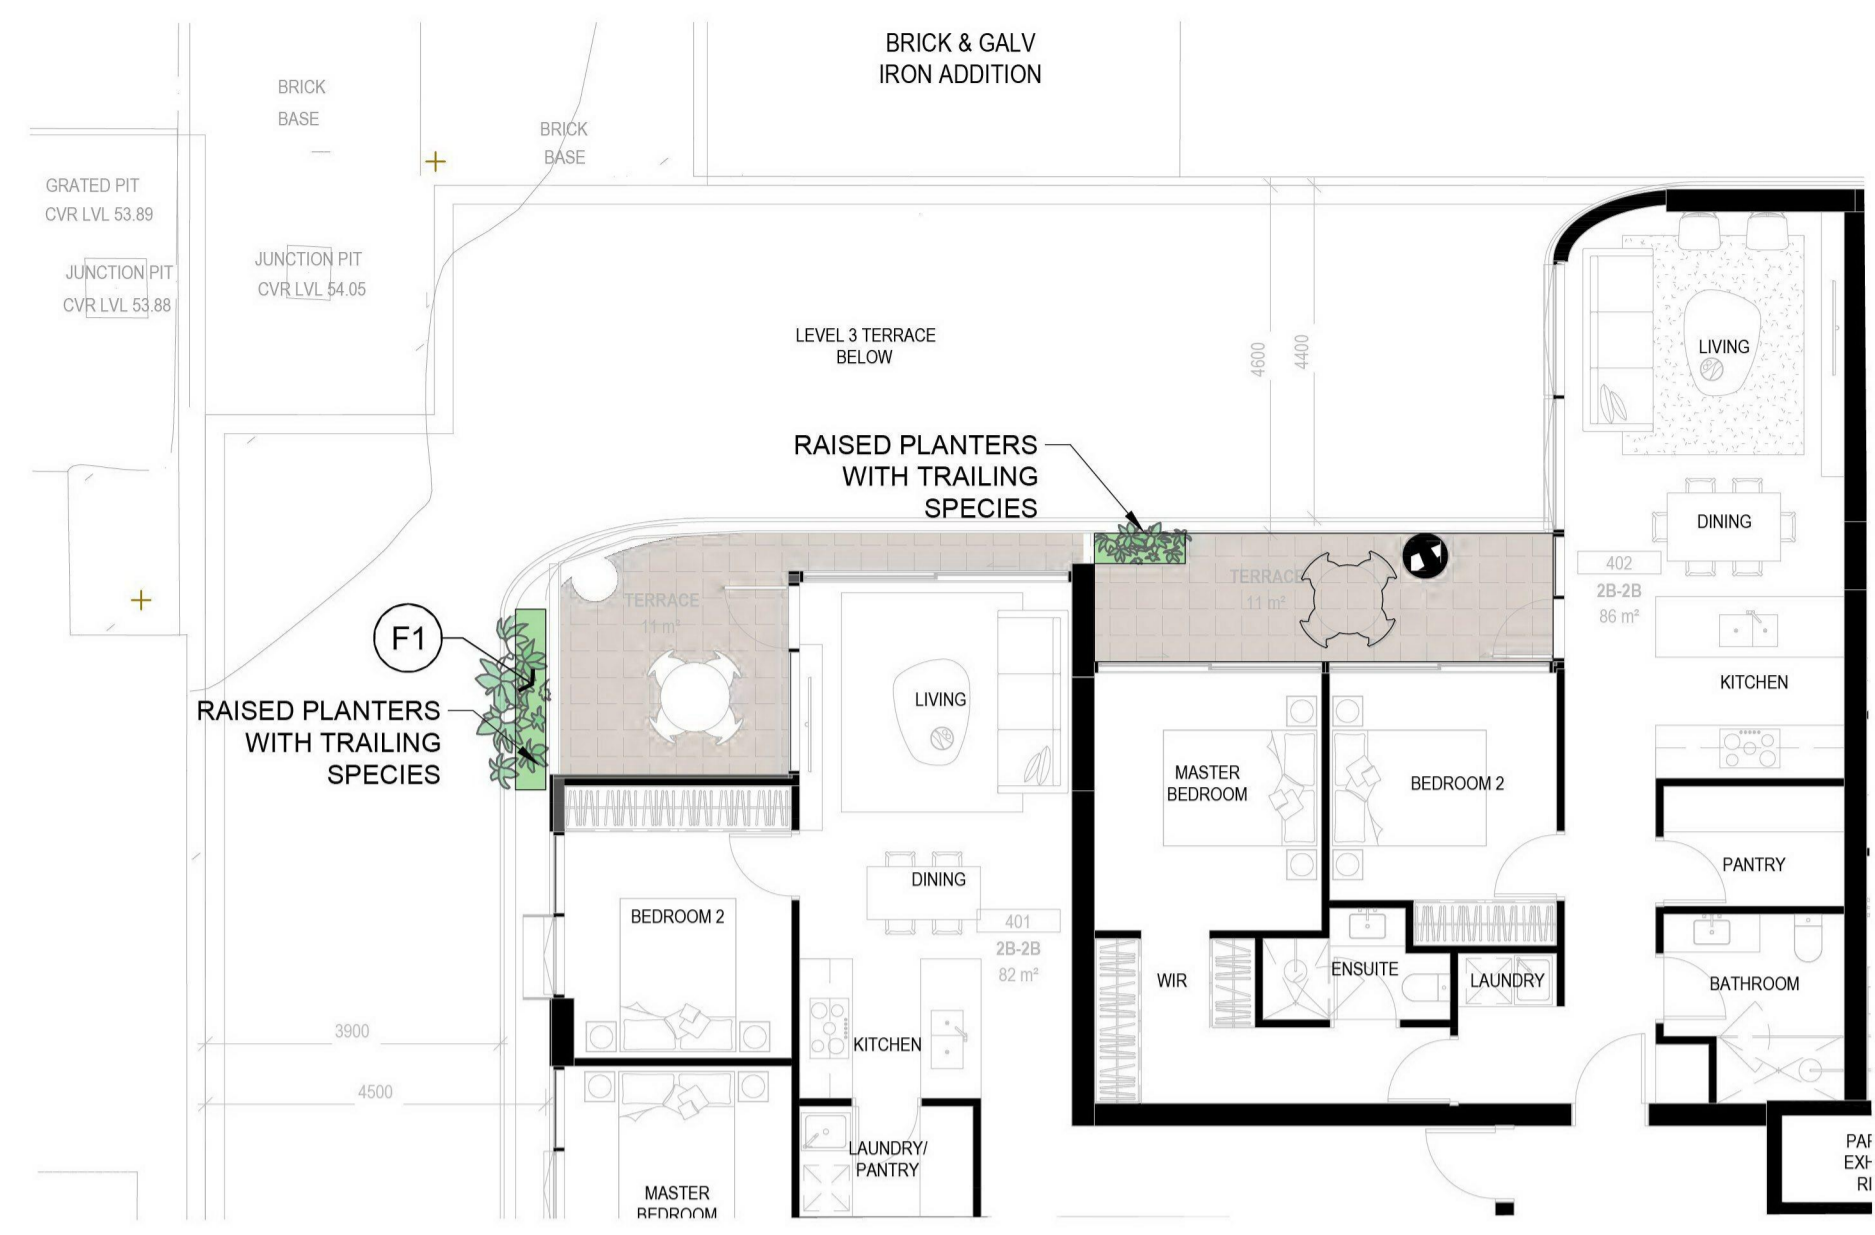 BRICK & GALV
IRON ADDITION
BRICK
BASE
BRICK
BASE
GRATED PIT
CVR LVL 53.89
JUNCTION PIT
CVR LVL 53.88
JUNCTION PIT
CVR LVL 54.05
LEVEL 3 TERRACE
BELOW
4600
4400
LIVING
RAISED PLANTERS
WITH TRAILING
SPECIES
DINING
402
2B-2B
86 m²
TERRACE
11 m²
TERRACE
11 m²
F1
KITCHEN
LIVING
RAISED PLANTERS
WITH TRAILING
SPECIES
MASTER
BEDROOM
BEDROOM 2
PANTRY
DINING
BEDROOM 2
401
2B-2B
82 m²
WIR
ENSUITE
LAUNDRY
BATHROOM
3900
KITCHEN
4500
LAUNDRY/
PANTRY
MASTER
BEDROOM
PAR
EXH
RI